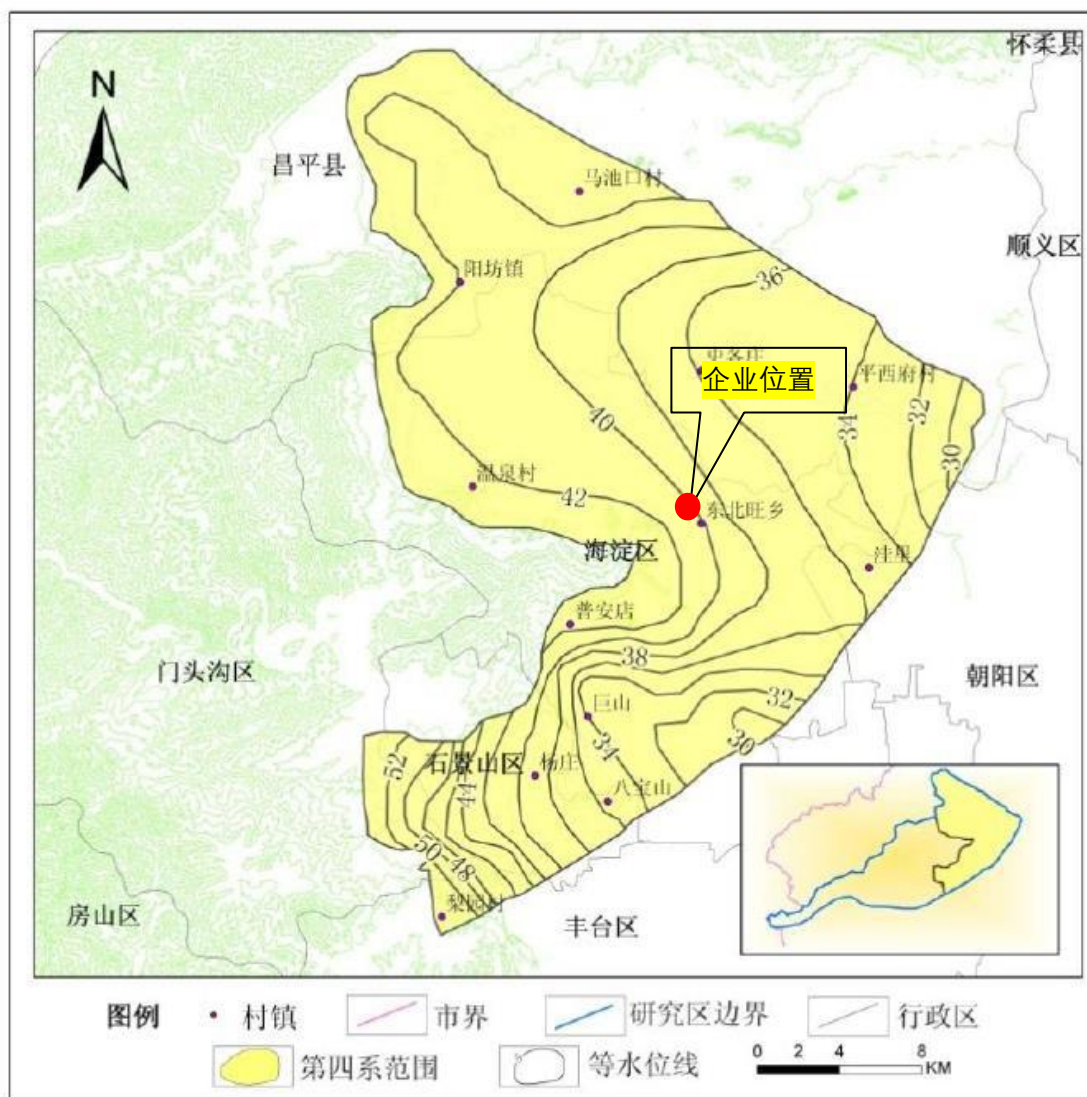 怀柔县
N
昌平县
马池口村
顺义区
阳坊镇
36
企业位置
平西府村
32
34
40
30
温泉村
42
东北旺乡
海淀区
洼里
普安店
38
门头沟区
朝阳区
32
巨山
30
34
52
石景山区
杨庄
44
八宝山
50
48
梨园村
房山区
丰台区
图例
村镇
市界
研究区边界
行政区
第四系范围
等水位线
0 2 4 8
KM